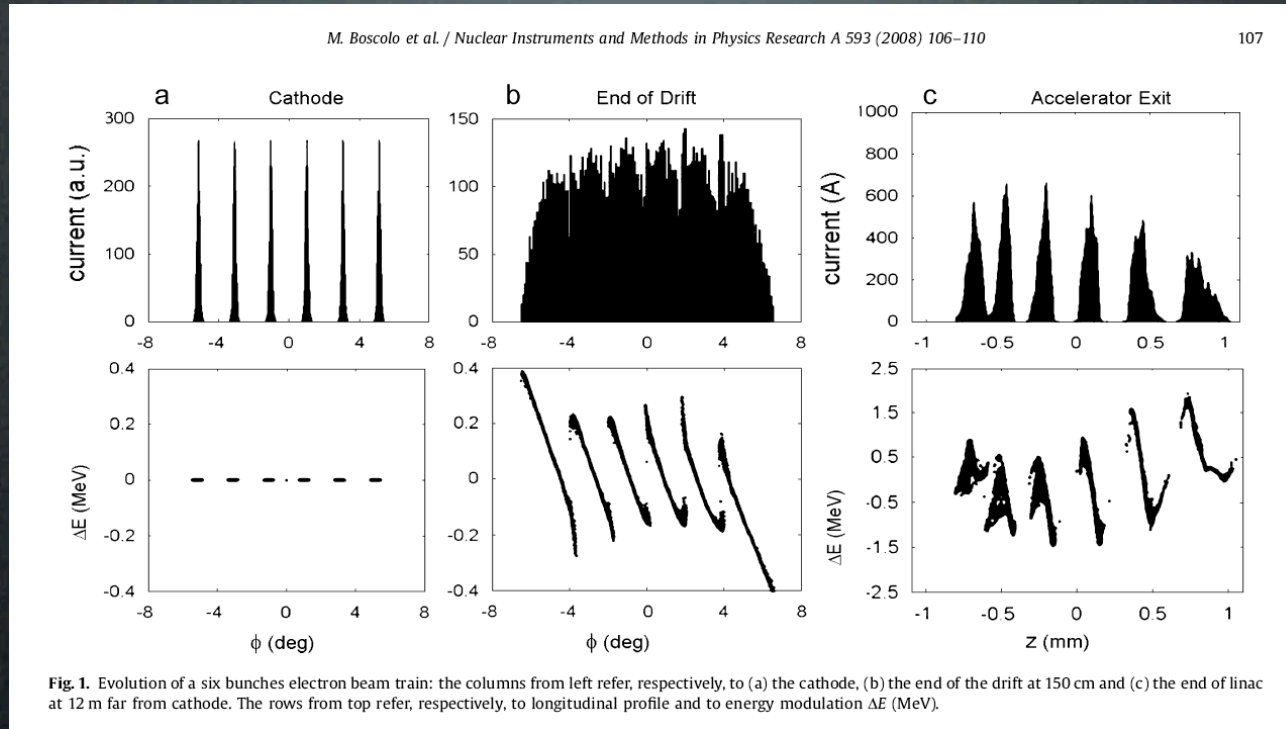 M. Boscolo et al. / Nuclear Instruments and Methods in Physics Research A 593 (2008) 106–110 107
a Cathode
b End of Drift
c Accelerator Exit
300
200
100
0
current (a.u.)
-8 -4 0 4 8
150
100
50
0
-8 -4 0 4 8
1000
800
600
400
200
0
current (A)
-1 -0.5 0 0.5 1
0.4
0.2
0
-0.2
-0.4
ΔE (MeV)
-8 -4 0 4 8
ϕ (deg)
0.4
0.2
0
-0.2
-0.4
-8 -4 0 4 8
ϕ (deg)
2.5
1.5
0.5
-0.5
-1.5
-2.5
ΔE (MeV)
-1 -0.5 0 0.5 1
Z (mm)
Fig. 1. Evolution of a six bunches electron beam train: the columns from left refer, respectively, to (a) the cathode, (b) the end of the drift at 150 cm and (c) the end of linac
at 12 m far from cathode. The rows from top refer, respectively, to longitudinal profile and to energy modulation ΔE (MeV).